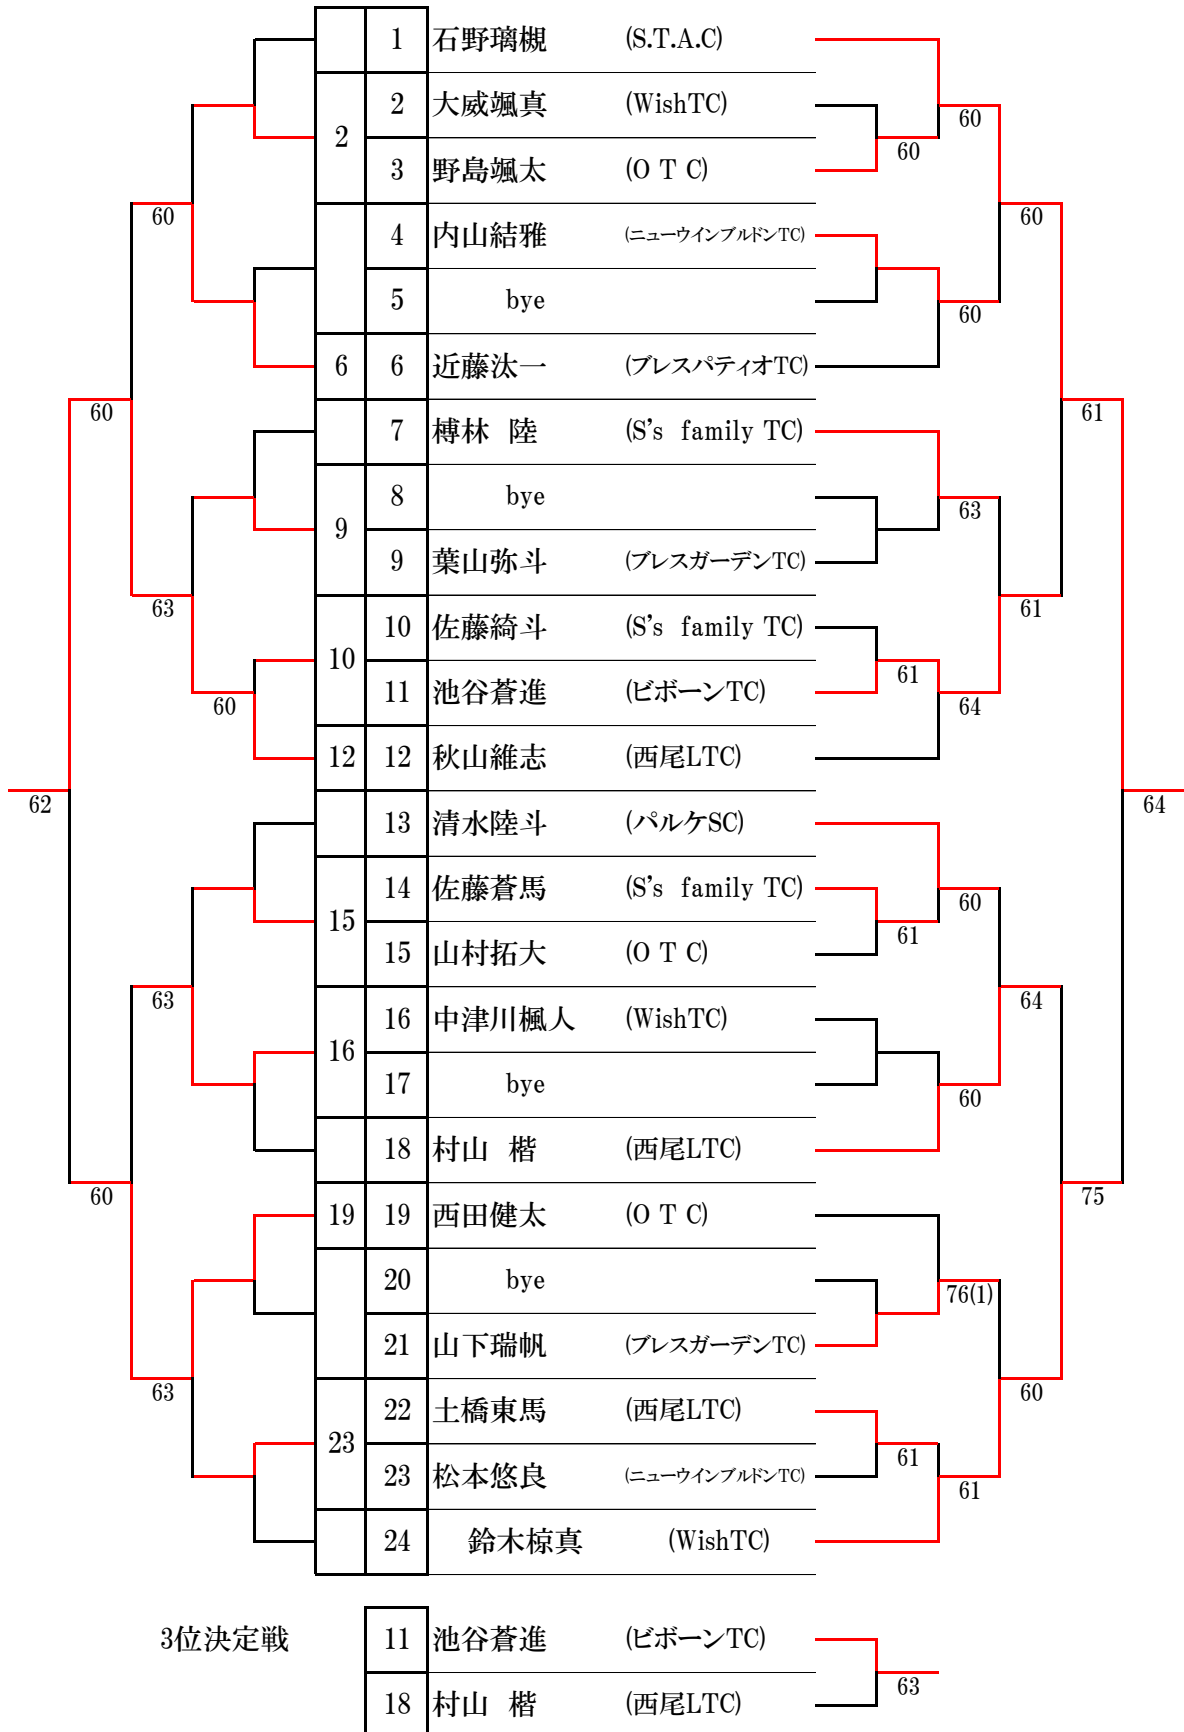 1 石野璃槻 (S.T.A.C)
2 大威颯真 (WishTC) 60
2 60
3 野島颯太 (O T C)
60 60
4 内山結雅 (ニューウインブルドンTC)
5 bye 60
6 6 近藤汰一 (ブレスパティオTC)
60 61
7 榑林 陸 (S's family TC)
8 bye 63
9
9 葉山弥斗 (ブレスガーデンTC)
63 61
10 佐藤綺斗 (S's family TC)
10 61
60 11 池谷蒼進 (ビボーンTC) 64
12 12 秋山維志 (西尾LTC)
62 64
13 清水陸斗 (パルケSC)
14 佐藤蒼馬 (S's family TC) 60
15 61
15 山村拓大 (O T C)
63 64
16 中津川楓人 (WishTC)
16
17 bye 60
18 村山 楷 (西尾LTC)
60 75
19 19 西田健太 (O T C)
20 bye 76(1)
21 山下瑞帆 (ブレスガーデンTC)
63 60
22 土橋東馬 (西尾LTC)
23 61
23 松本悠良 (ニューウインブルドンTC) 61
24 鈴木椋真 (WishTC)
3位決定戦 11 池谷蒼進 (ビボーンTC)
63
18 村山 楷 (西尾LTC)